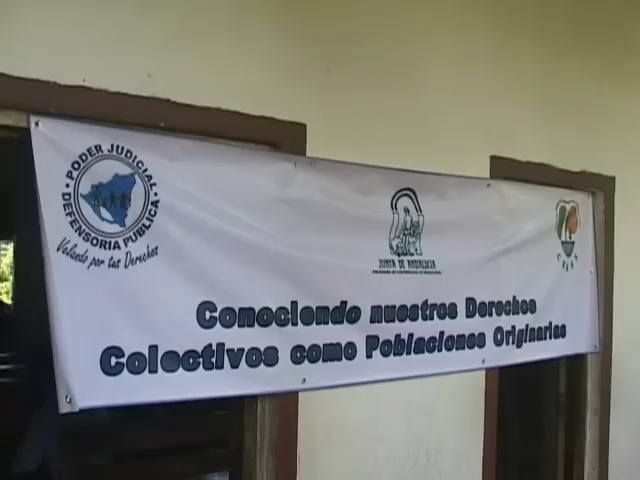 PODER JUDICIAL
DEFENSORIA PUBLICA
Velando por tus Derechos
JUNTA DE ANDALUCIA
Conociendo nuestros Derechos
Colectivos como Poblaciones Originarias